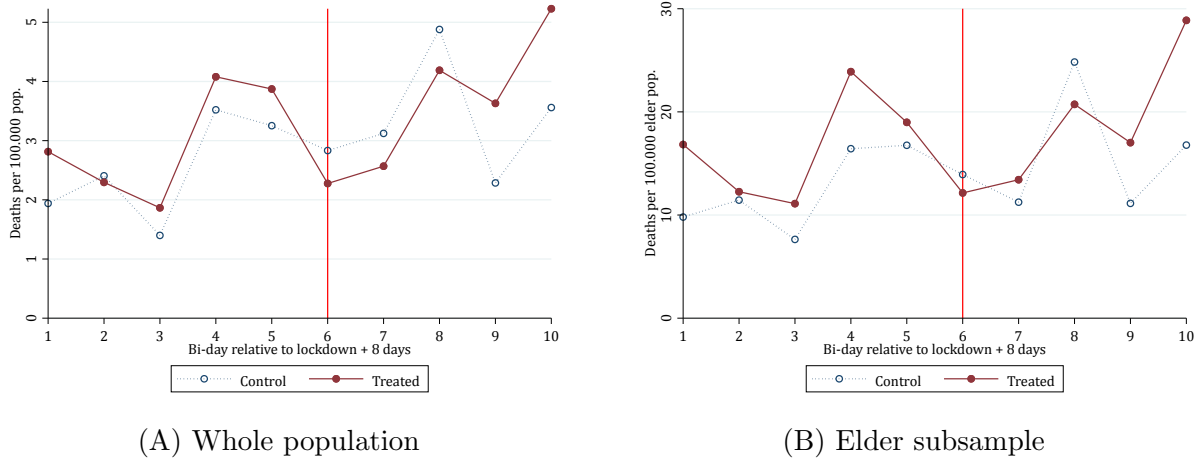 Deaths per 100.000 pop.
5
4
3
2
1
0
1 2 3 4 5 6 7 8 9 10
Bi-day relative to lockdown + 8 days
Control Treated
(A) Whole population
Deaths per 100.000 elder pop.
30
20
10
0
1 2 3 4 5 6 7 8 9 10
Bi-day relative to lockdown + 8 days
Control Treated
(B) Elder subsample